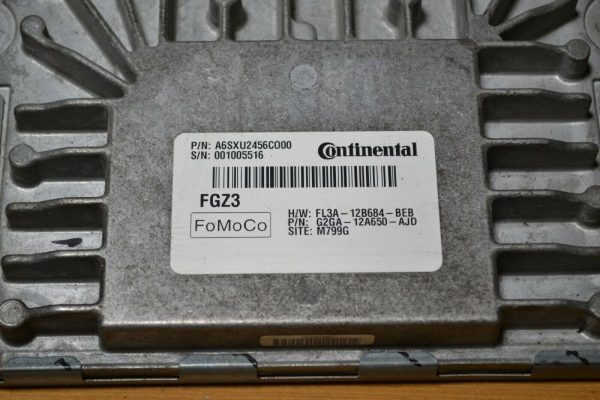 P/N: A6SXU2456C000
S/N: 001005516
Continental
FGZ3
FoMoCo
H/W: FL3A-12B684-BEB
P/N: G2GA-12A650-AJD
SITE: M799G